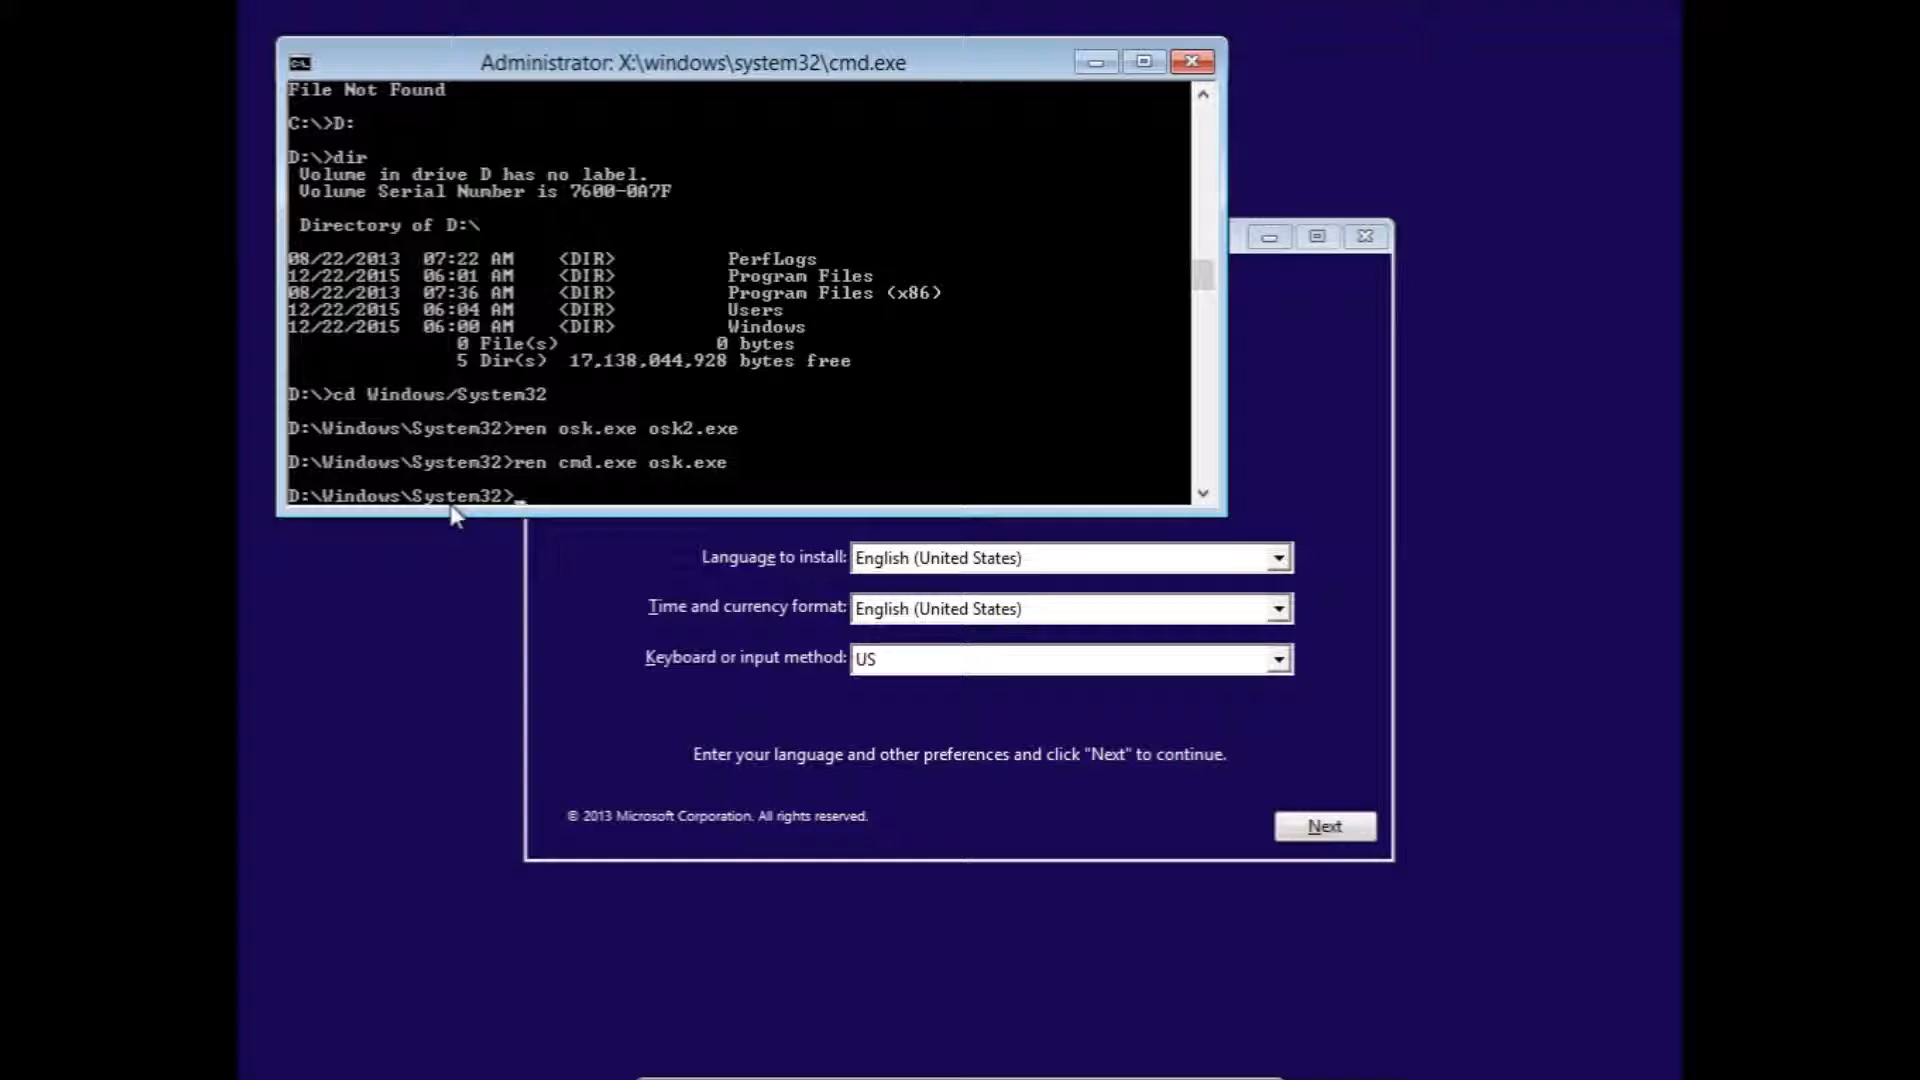 Administrator: X:\windows\system32\cmd.exe
File Not Found
C:\>D:
D:\>dir
Volume in drive D has no label.
Volume Serial Number is 7600-0A7F
Directory of D:\
08/22/2013 07:22 AM <DIR> PerfLogs
12/22/2015 06:01 AM <DIR> Program Files
08/22/2013 07:36 AM <DIR> Program Files (x86)
12/22/2015 06:04 AM <DIR> Users
12/22/2015 06:00 AM <DIR> Windows
0 File(s) 0 bytes
5 Dir(s) 17,138,044,928 bytes free
D:\>cd Windows/System32
D:\Windows\System32>ren osk.exe osk2.exe
D:\Windows\System32>ren cmd.exe osk.exe
D:\Windows\System32>_
Language to install: English (United States)
Time and currency format: English (United States)
Keyboard or input method: US
Enter your language and other preferences and click "Next" to continue.
© 2013 Microsoft Corporation. All rights reserved.
Next